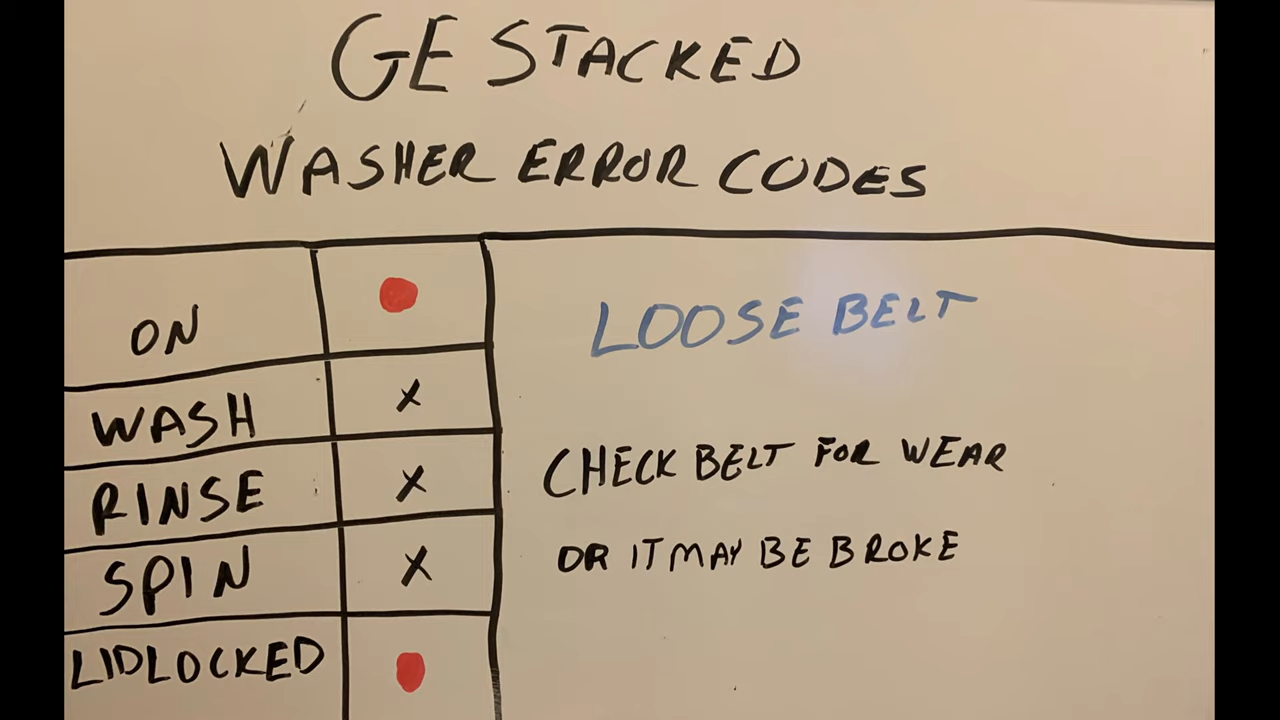 GE STACKED
WASHER ERROR CODES
ON
LOOSE BELT
WASH X
RINSE X
CHECK BELT FOR WEAR
SPIN X
OR IT MAY BE BROKE
LIDLOCKED